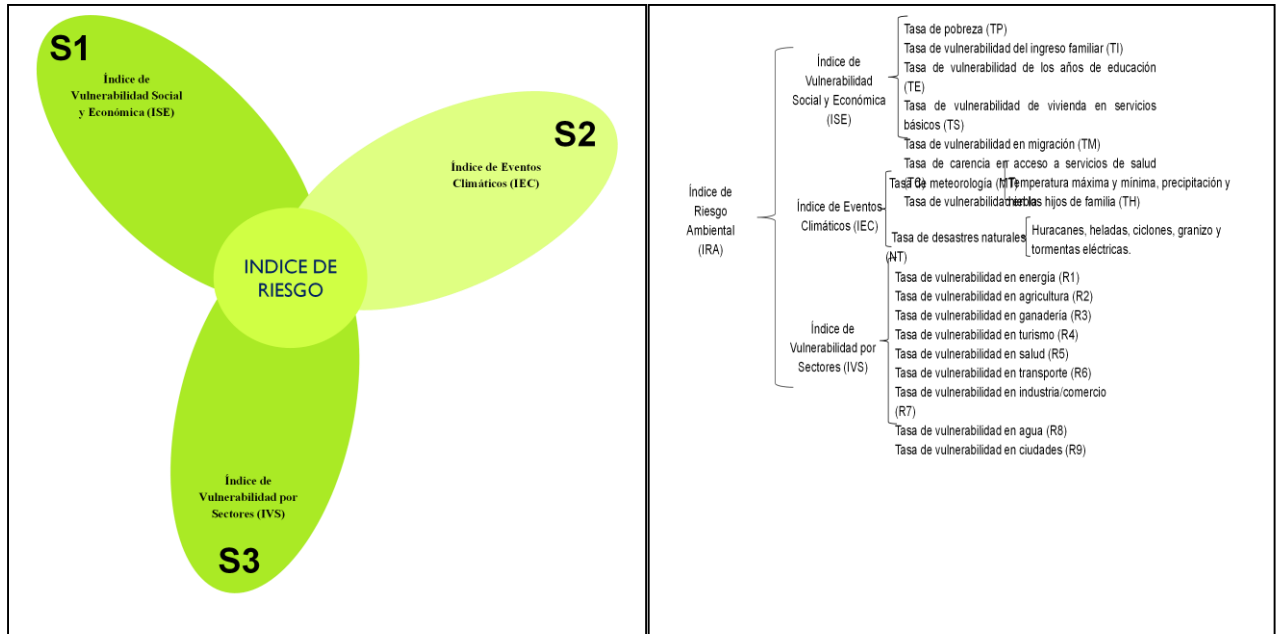 S1
Índice de
Vulnerabilidad Social
y Económica (ISE)
S2
Índice de Eventos
Climáticos (IEC)
INDICE DE
RIESGO
Índice de
Vulnerabilidad por
Sectores (IVS)
S3
Índice de
Riesgo
Ambiental
(IRA)
Índice de
Vulnerabilidad
Social y Económica
(ISE)
Tasa de pobreza (TP)
Tasa de vulnerabilidad del ingreso familiar (TI)
Tasa de vulnerabilidad de los años de educación
(TE)
Tasa de vulnerabilidad de vivienda en servicios
básicos (TS)
Tasa de vulnerabilidad en migración (TM)
Tasa de carencia en acceso a servicios de salud
Tasa de vulnerabilidad en los hijos de familia (TH)
Índice de Eventos
Climáticos (IEC)
Tasa de meteorología (MT)
Temperatura máxima y mínima, precipitación y
Tasa de desastres naturales
(NT)
Huracanes, heladas, ciclones, granizo y
tormentas eléctricas.
Índice de
Vulnerabilidad por
Sectores (IVS)
Tasa de vulnerabilidad en energía (R1)
Tasa de vulnerabilidad en agricultura (R2)
Tasa de vulnerabilidad en ganadería (R3)
Tasa de vulnerabilidad en turismo (R4)
Tasa de vulnerabilidad en salud (R5)
Tasa de vulnerabilidad en transporte (R6)
Tasa de vulnerabilidad en industria/comercio
(R7)
Tasa de vulnerabilidad en agua (R8)
Tasa de vulnerabilidad en ciudades (R9)